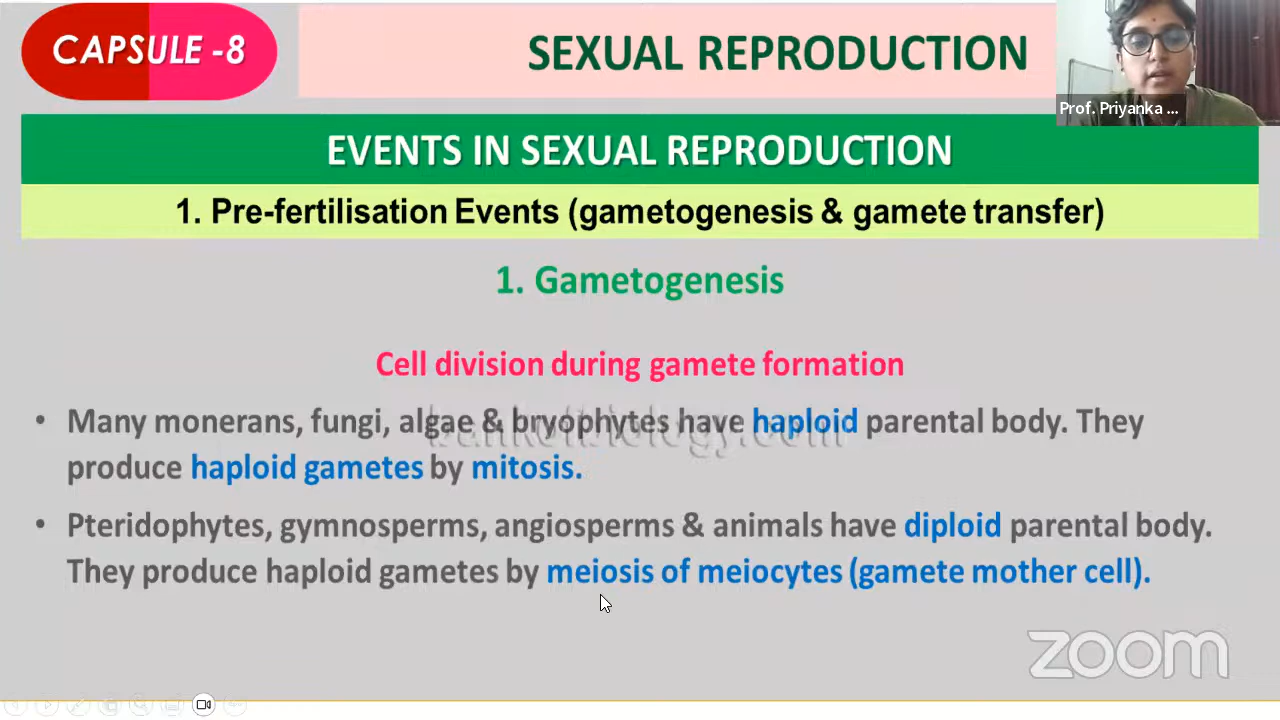 CAPSULE -8
SEXUAL REPRODUCTION
Prof. Priyanka ...
EVENTS IN SEXUAL REPRODUCTION
1. Pre-fertilisation Events (gametogenesis & gamete transfer)
1. Gametogenesis
Cell division during gamete formation
• Many monerans, fungi, algae & bryophytes have haploid parental body. They
produce haploid gametes by mitosis.
• Pteridophytes, gymnosperms, angiosperms & animals have diploid parental body.
They produce haploid gametes by meiosis of meiocytes (gamete mother cell).
zoom